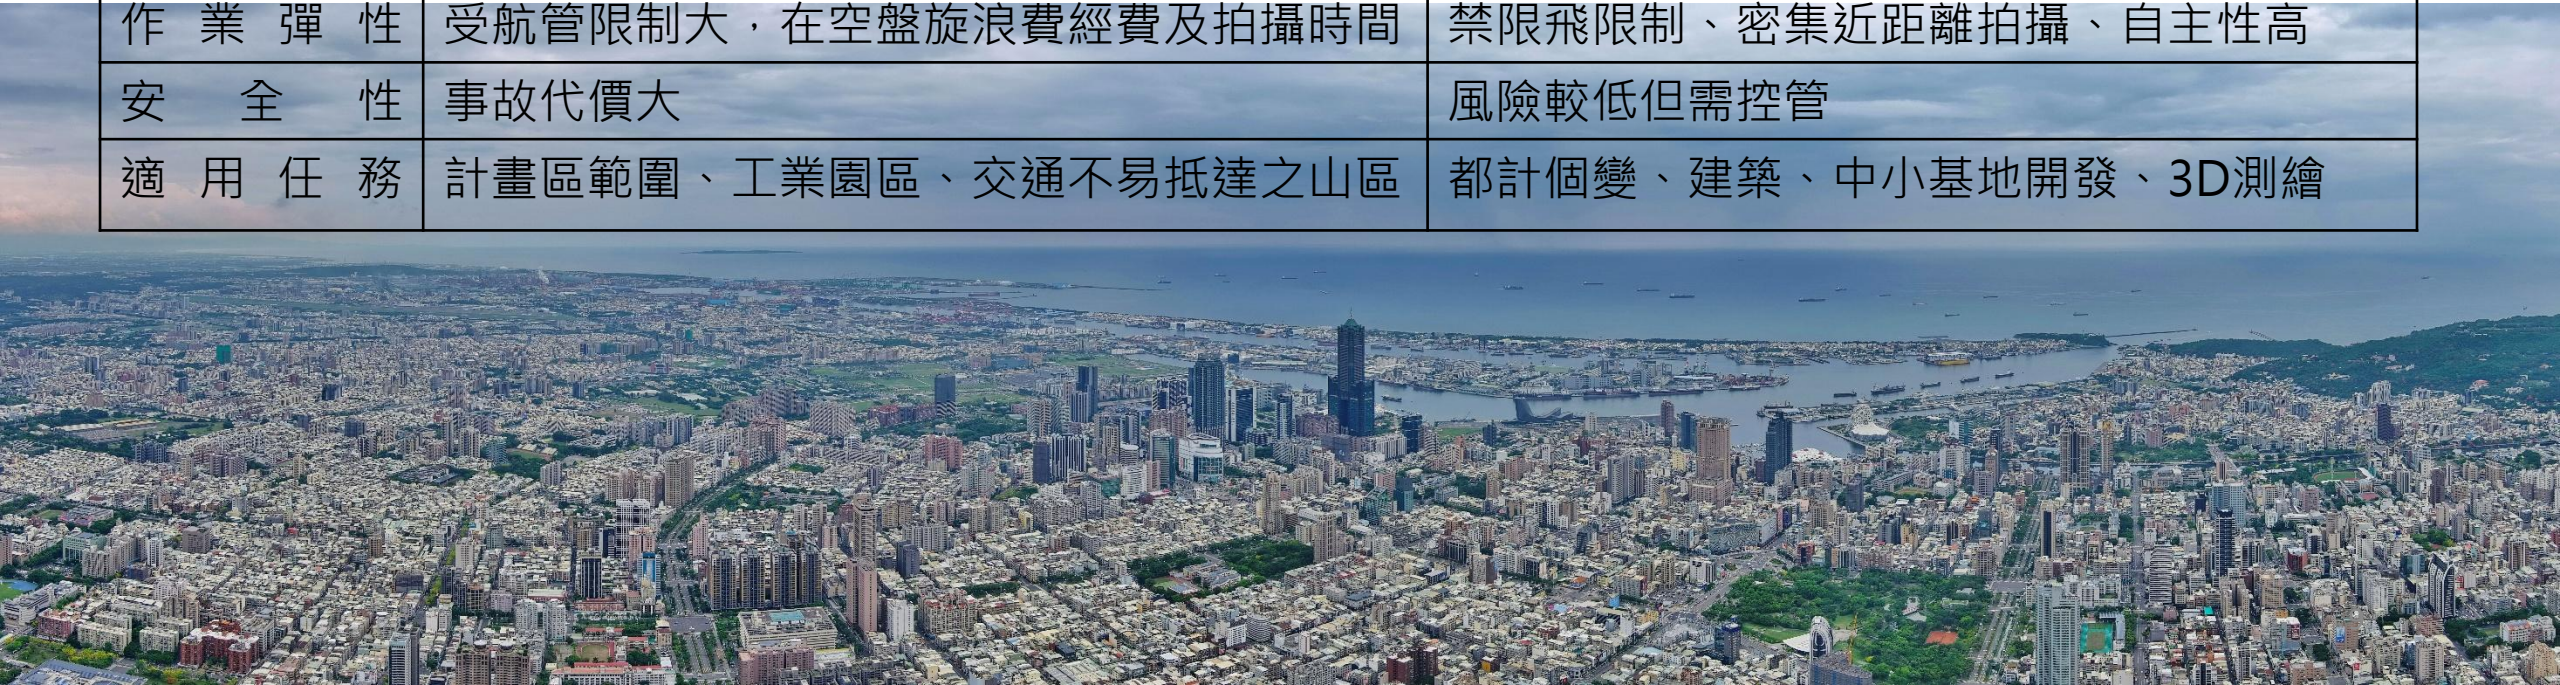 作業彈性 受航管限制大，在空盤旋浪費經費及拍攝時間 禁限飛限制、密集近距離拍攝、自主性高
安全性 事故代價大 風險較低但需控管
適用任務 計畫區範圍、工業園區、交通不易抵達之山區 都計個變、建築、中小基地開發、3D測繪